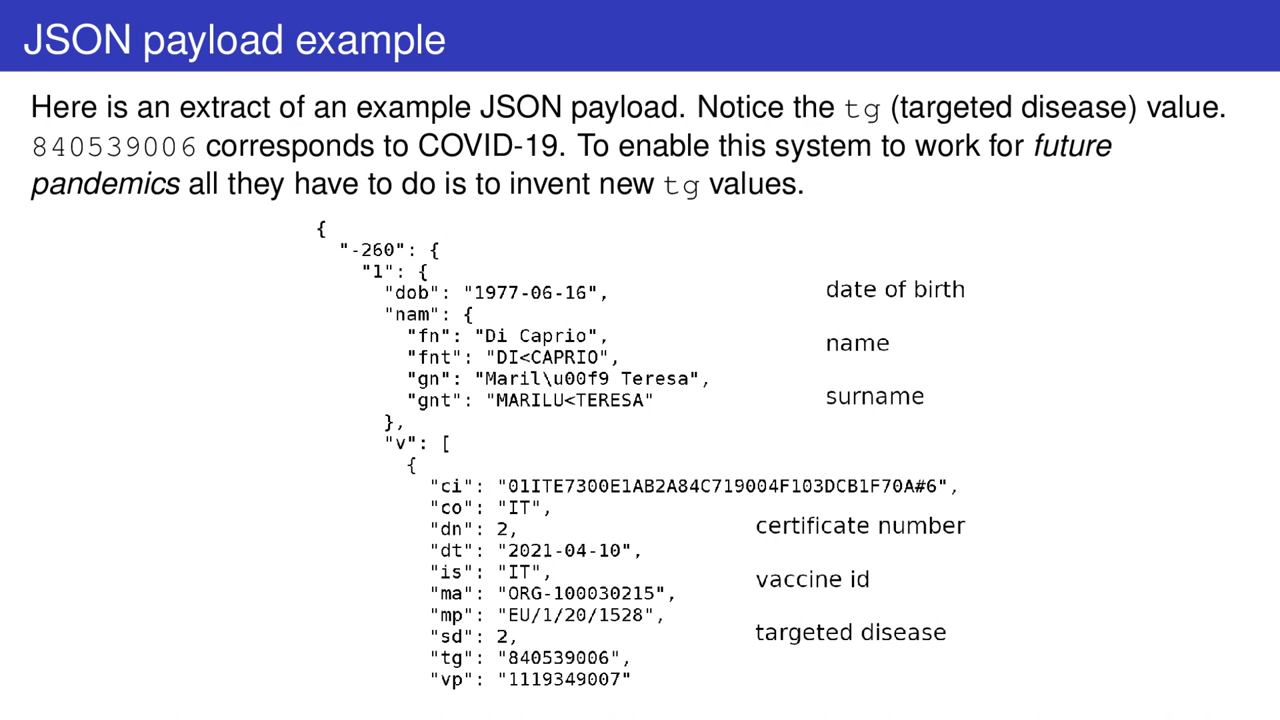 JSON payload example
Here is an extract of an example JSON payload. Notice the tg (targeted disease) value.
840539006 corresponds to COVID-19. To enable this system to work for future
pandemics all they have to do is to invent new tg values.
{
"-260": {
"1": {
"dob": "1977-06-16", date of birth
"nam": {
"fn": "Di Caprio", name
"fnt": "DI<CAPRIO",
"gn": "Maril\u00f9 Teresa",
"gnt": "MARILU<TERESA" surname
},
"v": [
{
"ci": "01ITE7300E1AB2A84C719004F103DCB1F70A#6",
"co": "IT",
"dn": 2, certificate number
"dt": "2021-04-10",
"is": "IT", vaccine id
"ma": "ORG-100030215",
"mp": "EU/1/20/1528",
"sd": 2, targeted disease
"tg": "840539006",
"vp": "1119349007"